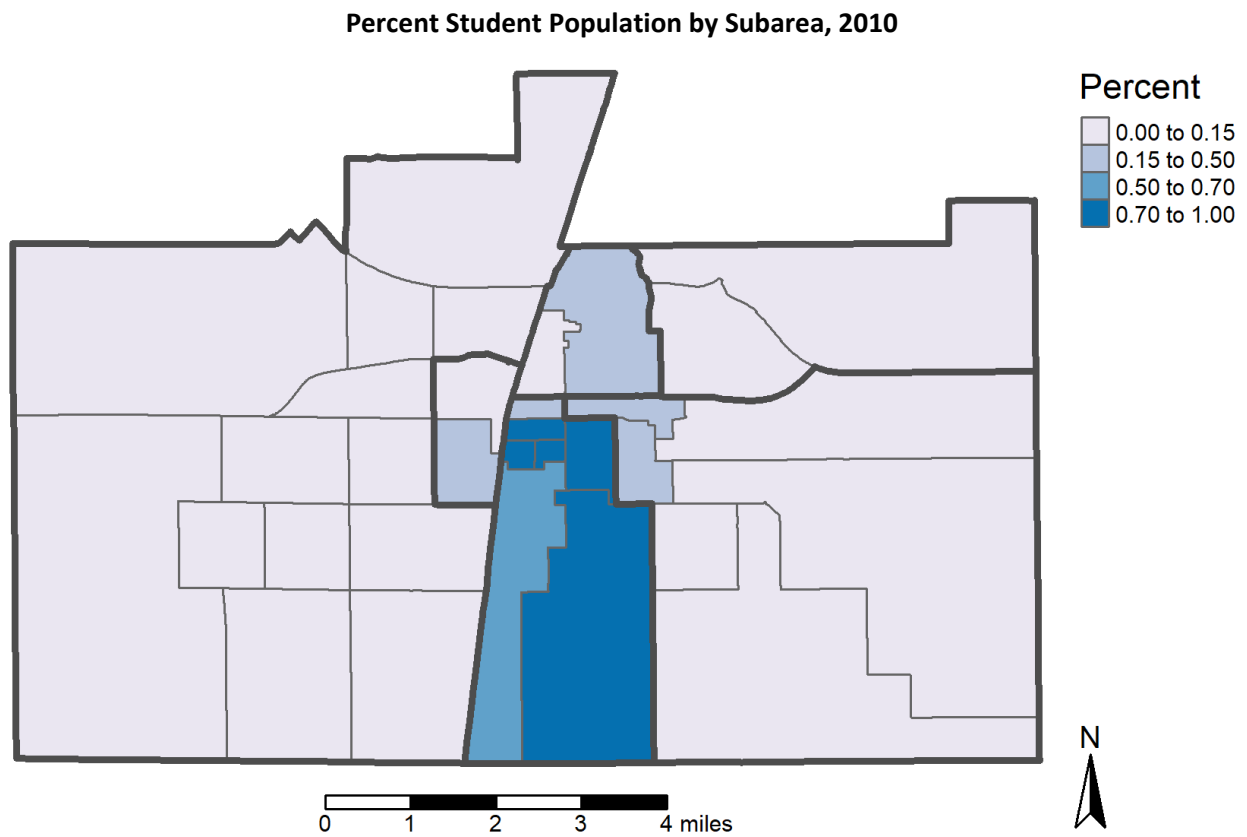 Percent Student Population by Subarea, 2010
Percent
0.00 to 0.15
0.15 to 0.50
0.50 to 0.70
0.70 to 1.00
N
0 1 2 3 4 miles